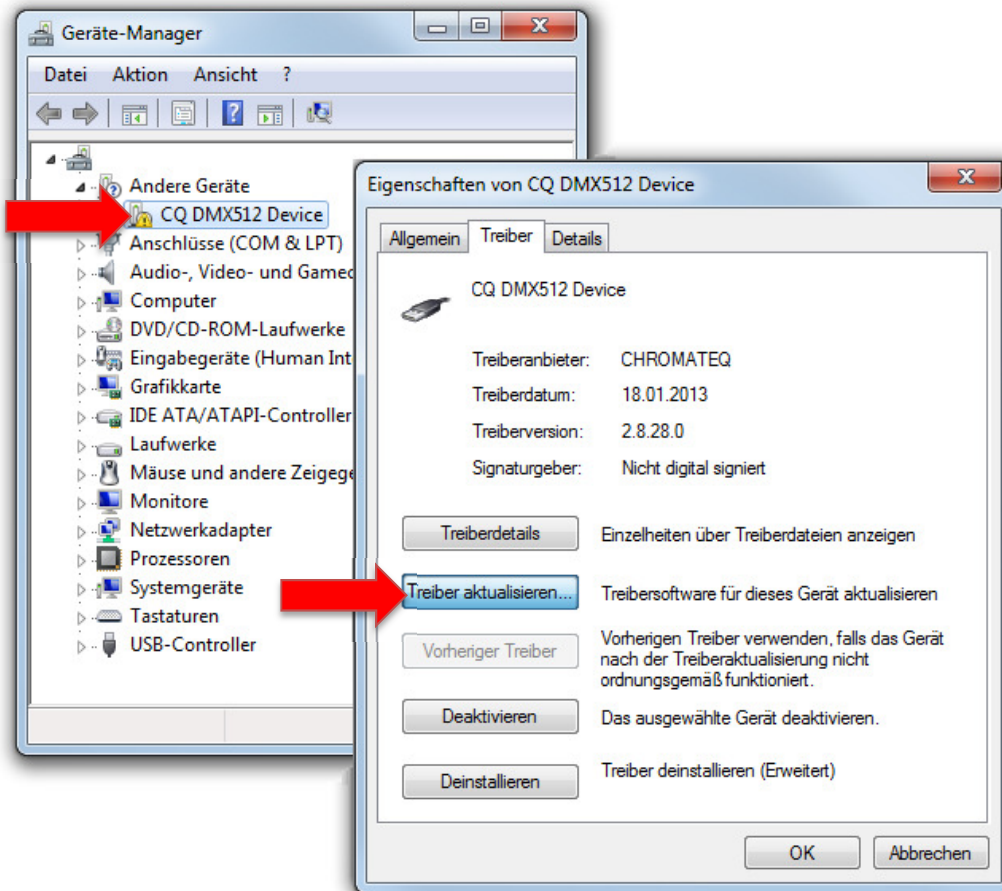 Geräte-Manager
Datei Aktion Ansicht ?
Andere Geräte
CQ DMX512 Device
Anschlüsse (COM & LPT)
Audio-, Video- und Gamec
Computer
DVD/CD-ROM-Laufwerke
Eingabegeräte (Human Int
Grafikkarte
IDE ATA/ATAPI-Controller
Laufwerke
Mäuse und andere Zeigege
Monitore
Netzwerkadapter
Prozessoren
Systemgeräte
Tastaturen
USB-Controller
Eigenschaften von CQ DMX512 Device
Allgemein Treiber Details
CQ DMX512 Device
Treiberanbieter: CHROMATEQ
Treiberdatum: 18.01.2013
Treiberversion: 2.8.28.0
Signaturgeber: Nicht digital signiert
Treiberdetails Einzelheiten über Treiberdateien anzeigen
Treiber aktualisieren... Treibersoftware für dieses Gerät aktualisieren
Vorheriger Treiber Vorherigen Treiber verwenden, falls das Gerät
nach der Treiberaktualisierung nicht
ordnungsgemäß funktioniert.
Deaktivieren Das ausgewählte Gerät deaktivieren.
Deinstallieren Treiber deinstallieren (Erweitert)
OK Abbrechen